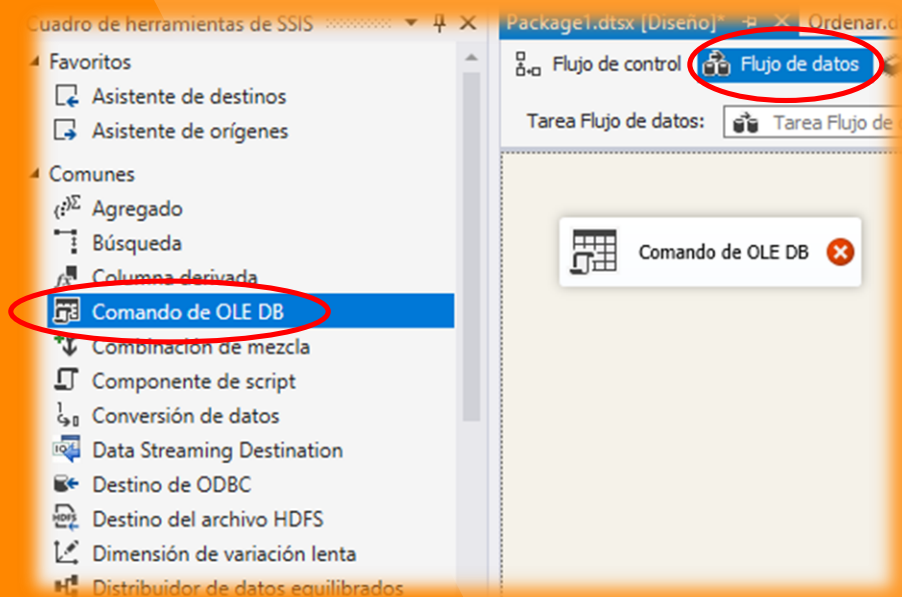 Cuadro de herramientas de SSIS
Favoritos
Asistente de destinos
Asistente de orígenes
Comunes
Agregado
Búsqueda
Columna derivada
Comando de OLE DB
Combinación de mezcla
Componente de script
Conversión de datos
Data Streaming Destination
Destino de ODBC
Destino del archivo HDFS
Dimensión de variación lenta
Distribuidor de datos equilibrados
Package1.dtsx [Diseño]* Ordenar.d
Flujo de control Flujo de datos
Tarea Flujo de datos: Tarea Flujo de
Comando de OLE DB